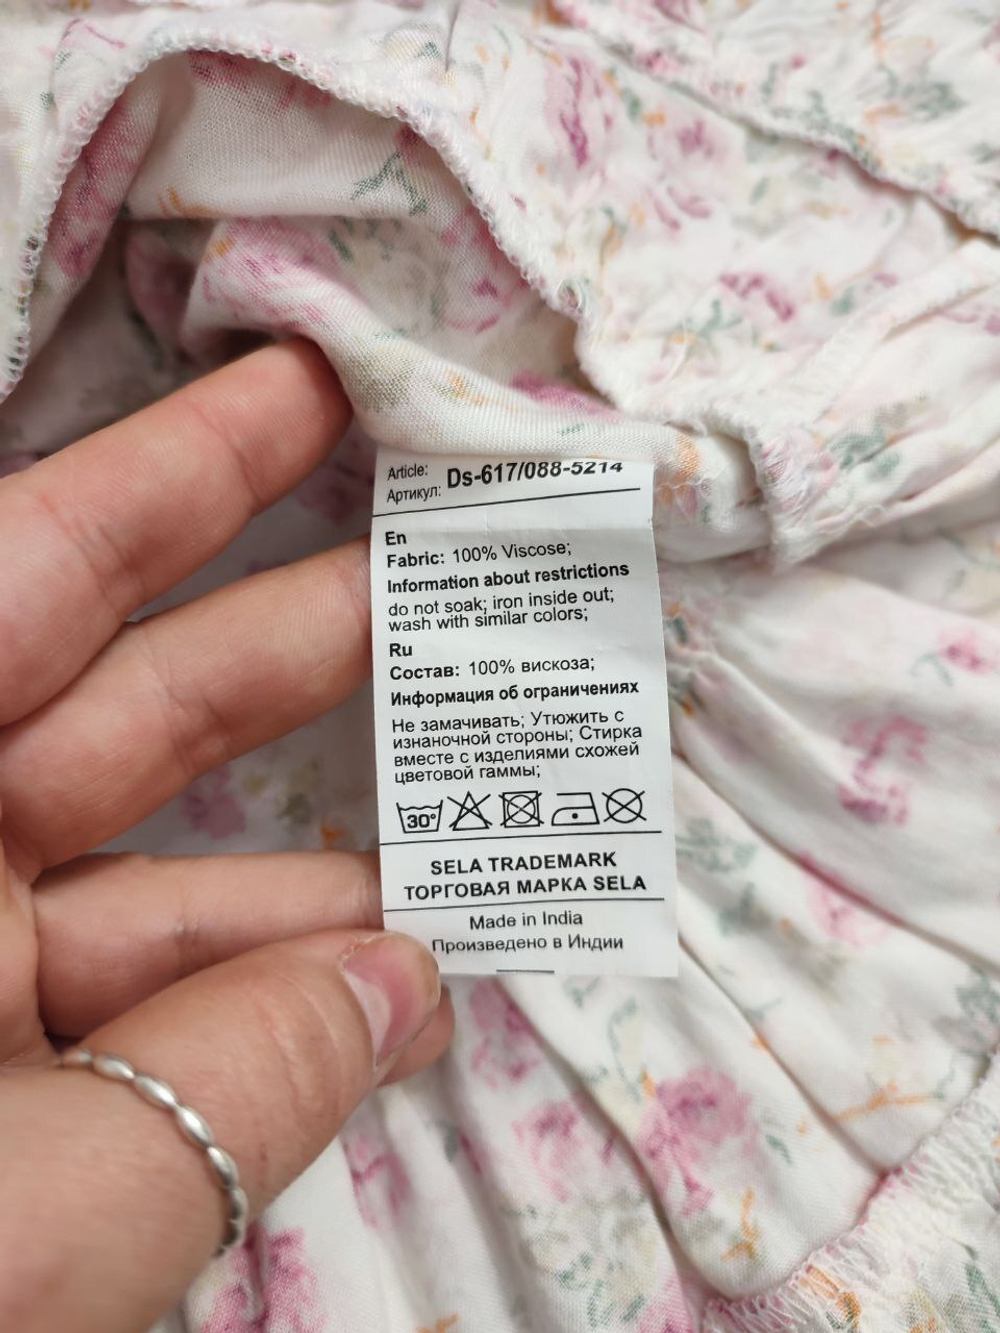 Article: Ds-617/088-5214
Артикул:
En
Fabric: 100% Viscose;
Information about restrictions
do not soak; iron inside out;
wash with similar colors;
Ru
Состав: 100% вискоза;
Информация об ограничениях
Не замачивать; Утюжить с
изнаночной стороны; Стирка
вместе с изделиями схожей
цветовой гаммы;
30°
SELA TRADEMARK
ТОРГОВАЯ МАРКА SELA
Made in India
Произведено в Индии